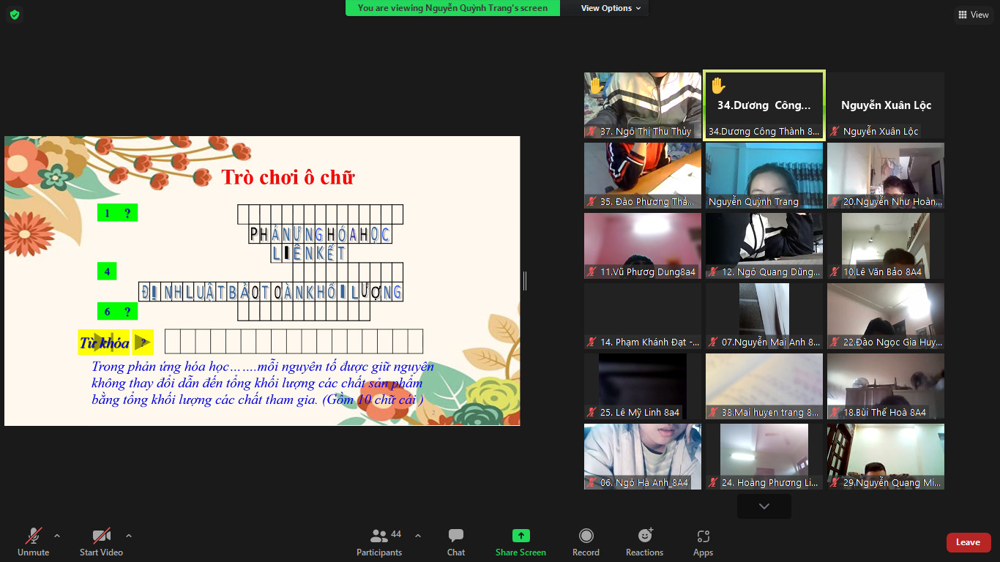 You are viewing Nguyễn Quỳnh Trang's screen
View Options
View
Trò chơi ô chữ
1 ?
PHẢNỨNGHÓAHỌC
LIÊNKẾT
4
ĐỊNHLUẬTBẢOTOÀNKHỐILƯỢNG
6 ?
Từ khóa ?
Trong phản ứng hóa học…….mỗi nguyên tố được giữ nguyên
không thay đổi dẫn đến tổng khối lượng các chất sản phẩm
bằng tổng khối lượng các chất tham gia. (Gồm 10 chữ cái )
2
37. Ngô Thị Thu Thủy
34.Dương Công...
34.Dương Công Thành 8...
Nguyễn Xuân Lộc
Nguyễn Xuân Lộc
35. Đào Phương Thả...
Nguyễn Quỳnh Trang
20.Nguyễn Như Hoàn...
11.Vũ Phương Dung8a4
12. Ngô Quang Dũng...
10.Lê Văn Bảo 8A4
14. Phạm Khánh Đạt -...
07.Nguyễn Mai Anh 8...
22.Đào Ngọc Gia Huy...
25. Lê Mỹ Linh 8a4
38.Mai huyen trang 8...
18.Bùi Thế Hoà 8A4
06. Ngô Hà Anh_8A4
24. Hoàng Phương Li...
29.Nguyễn Quang Mi...
Unmute
Start Video
Participants
44
Chat
Share Screen
Record
Reactions
Apps
Leave